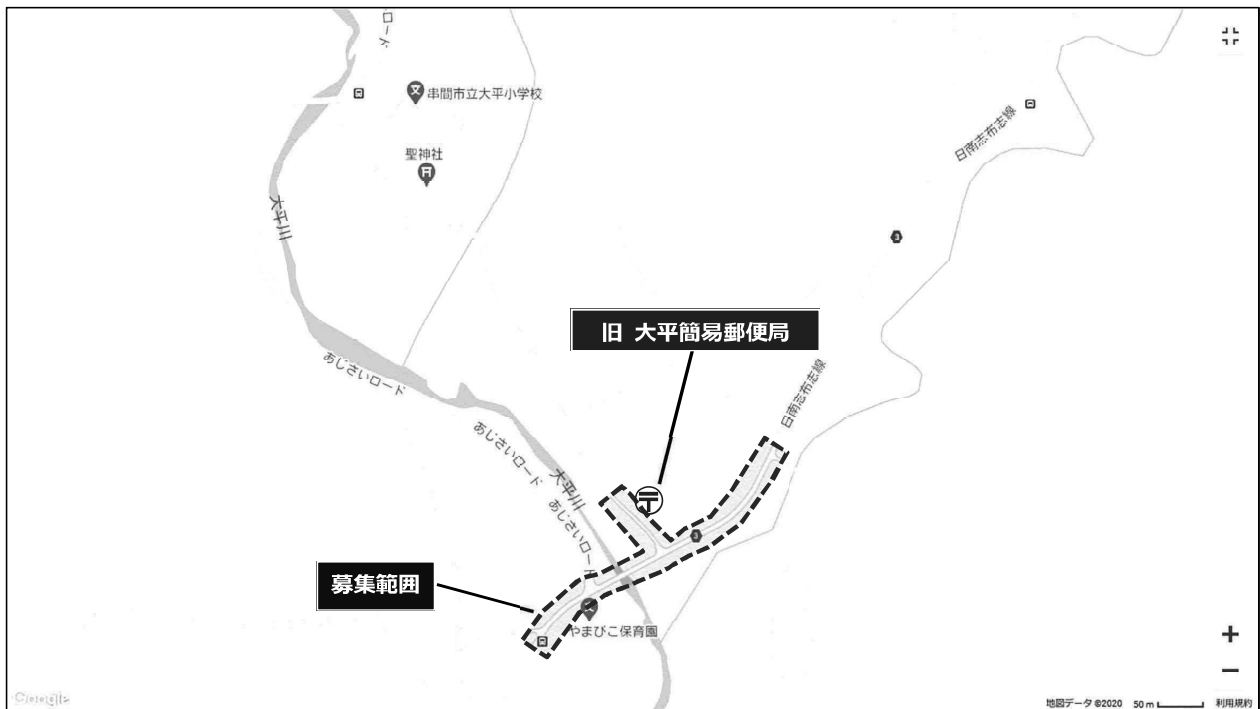 ロード
串間市立大平小学校
聖神社
大平川
日南志布志線
3
旧 大平簡易郵便局
あじさいロード
日南志布志線
あじさいロード
大平川
あじさいロード
3
募集範囲
やまびこ保育園
Google
地図データ ©2020 50 m 利用規約